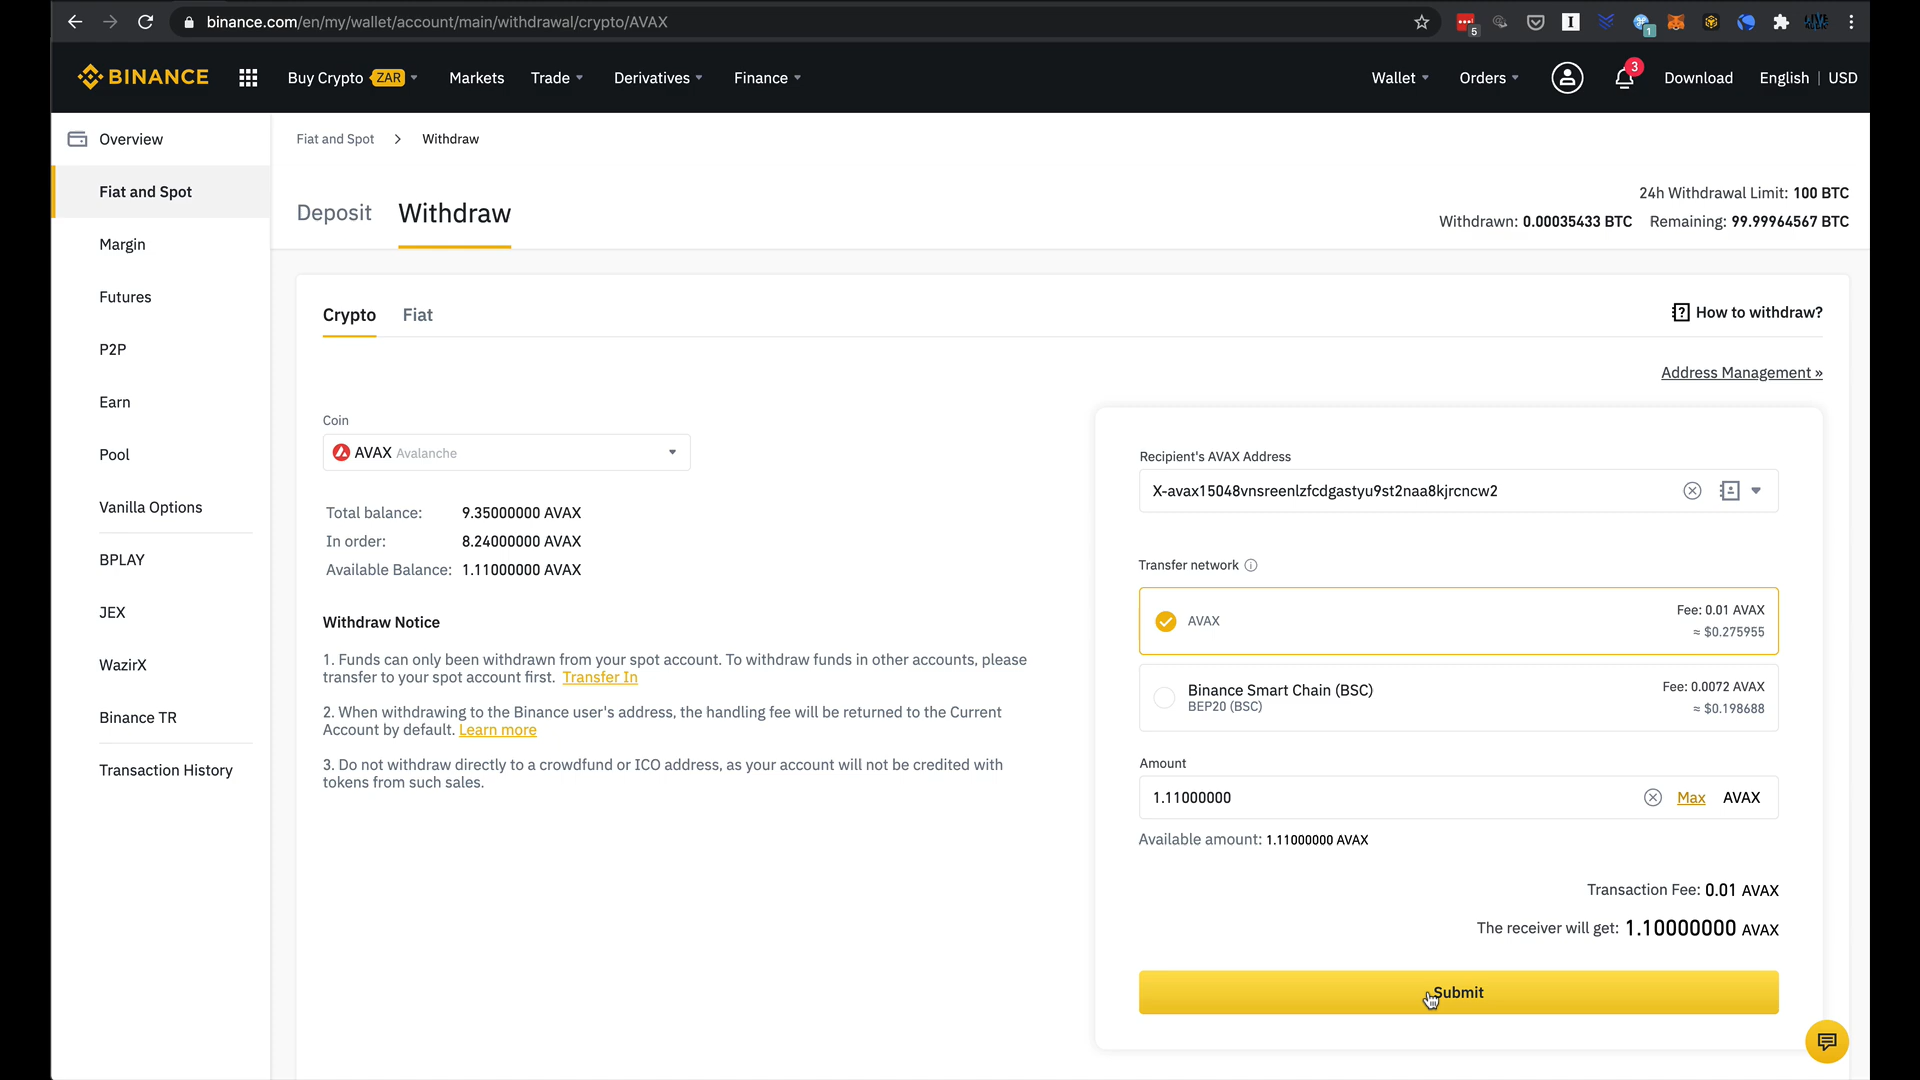 binance.com/en/my/wallet/account/main/withdrawal/crypto/AVAX
5
1
BINANCE
Buy Crypto ZAR
Markets
Trade
Derivatives
Finance
Wallet
Orders
3
Download
English | USD
Overview
Fiat and Spot
Margin
Futures
P2P
Earn
Pool
Vanilla Options
BPLAY
JEX
WazirX
Binance TR
Transaction History
Fiat and Spot > Withdraw
Deposit Withdraw
24h Withdrawal Limit: 100 BTC
Withdrawn: 0.00035433 BTC Remaining: 99.99964567 BTC
Crypto Fiat
How to withdraw?
Address Management »
Coin
AVAX Avalanche
Total balance: 9.35000000 AVAX
In order: 8.24000000 AVAX
Available Balance: 1.11000000 AVAX
Withdraw Notice
1. Funds can only been withdrawn from your spot account. To withdraw funds in other accounts, please
transfer to your spot account first. Transfer In
2. When withdrawing to the Binance user's address, the handling fee will be returned to the Current
Account by default. Learn more
3. Do not withdraw directly to a crowdfund or ICO address, as your account will not be credited with
tokens from such sales.
Recipient's AVAX Address
X-avax15048vnsreenlzfcdgastyu9st2naa8kjrcncw2
Transfer network
AVAX
Fee: 0.01 AVAX
≈ $0.275955
Binance Smart Chain (BSC)
BEP20 (BSC)
Fee: 0.0072 AVAX
≈ $0.198688
Amount
1.11000000 Max AVAX
Available amount: 1.11000000 AVAX
Transaction Fee: 0.01 AVAX
The receiver will get: 1.10000000 AVAX
Submit